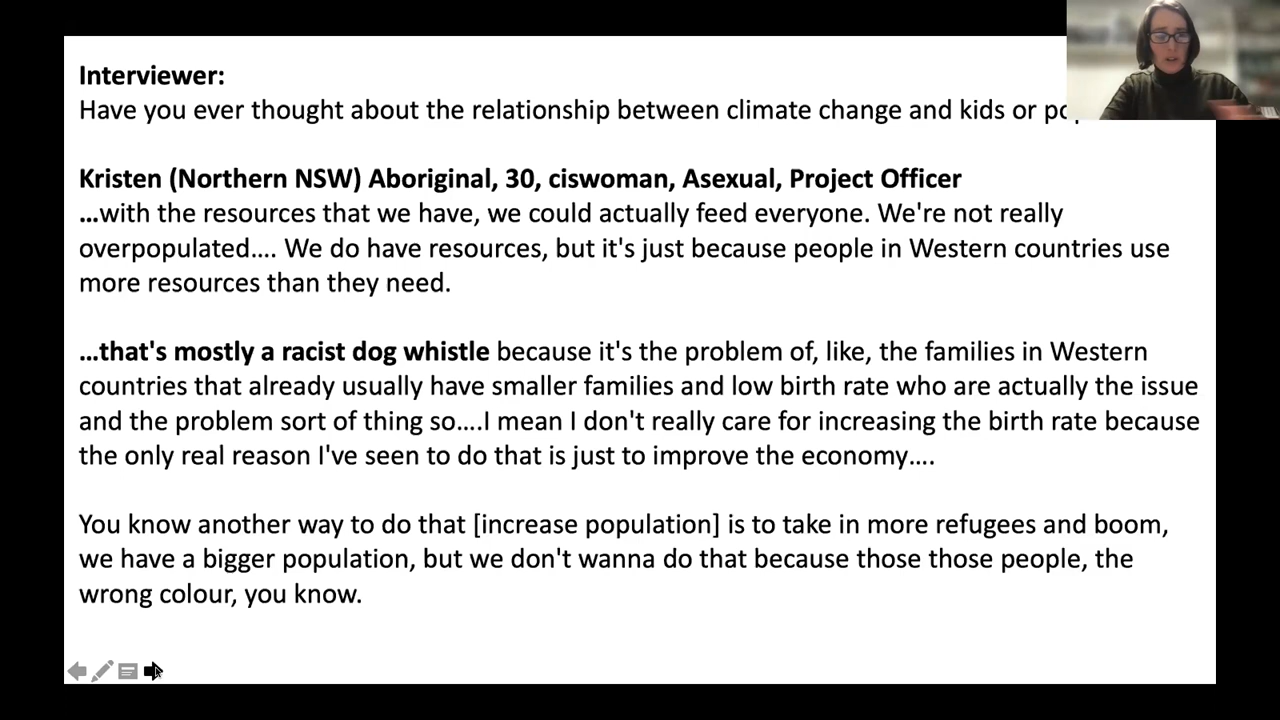 Interviewer:
Have you ever thought about the relationship between climate change and kids or
Kristen (Northern NSW) Aboriginal, 30, ciswoman, Asexual, Project Officer
…with the resources that we have, we could actually feed everyone. We're not really
overpopulated…. We do have resources, but it's just because people in Western countries use
more resources than they need.
…that's mostly a racist dog whistle because it's the problem of, like, the families in Western
countries that already usually have smaller families and low birth rate who are actually the issue
and the problem sort of thing so….I mean I don't really care for increasing the birth rate because
the only real reason I've seen to do that is just to improve the economy….
You know another way to do that [increase population] is to take in more refugees and boom,
we have a bigger population, but we don't wanna do that because those those people, the
wrong colour, you know.